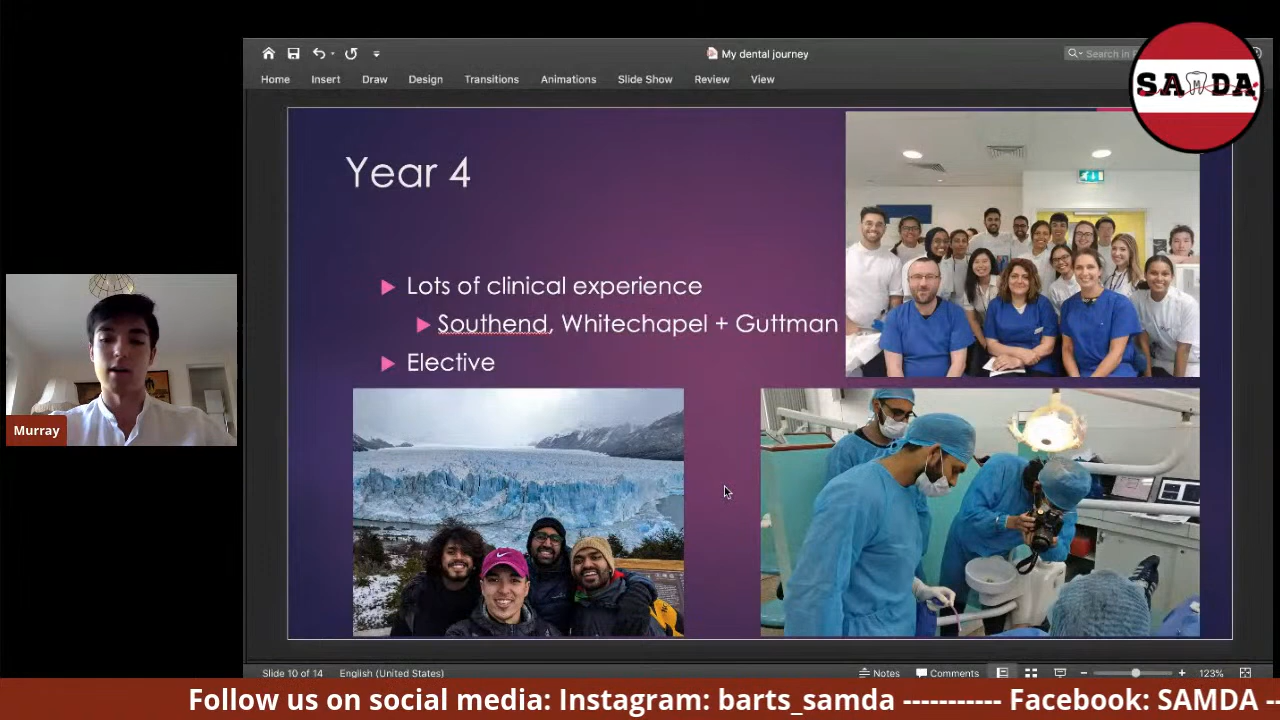 My dental journey
Search in
Home Insert Draw Design Transitions Animations Slide Show Review View
SAMDA
Year 4
Lots of clinical experience
Southend, Whitechapel + Guttman
Elective
Murray
Slide 10 of 14 English (United States) Notes Comments 123%
Follow us on social media: Instagram: barts_samda ----------- Facebook: SAMDA --